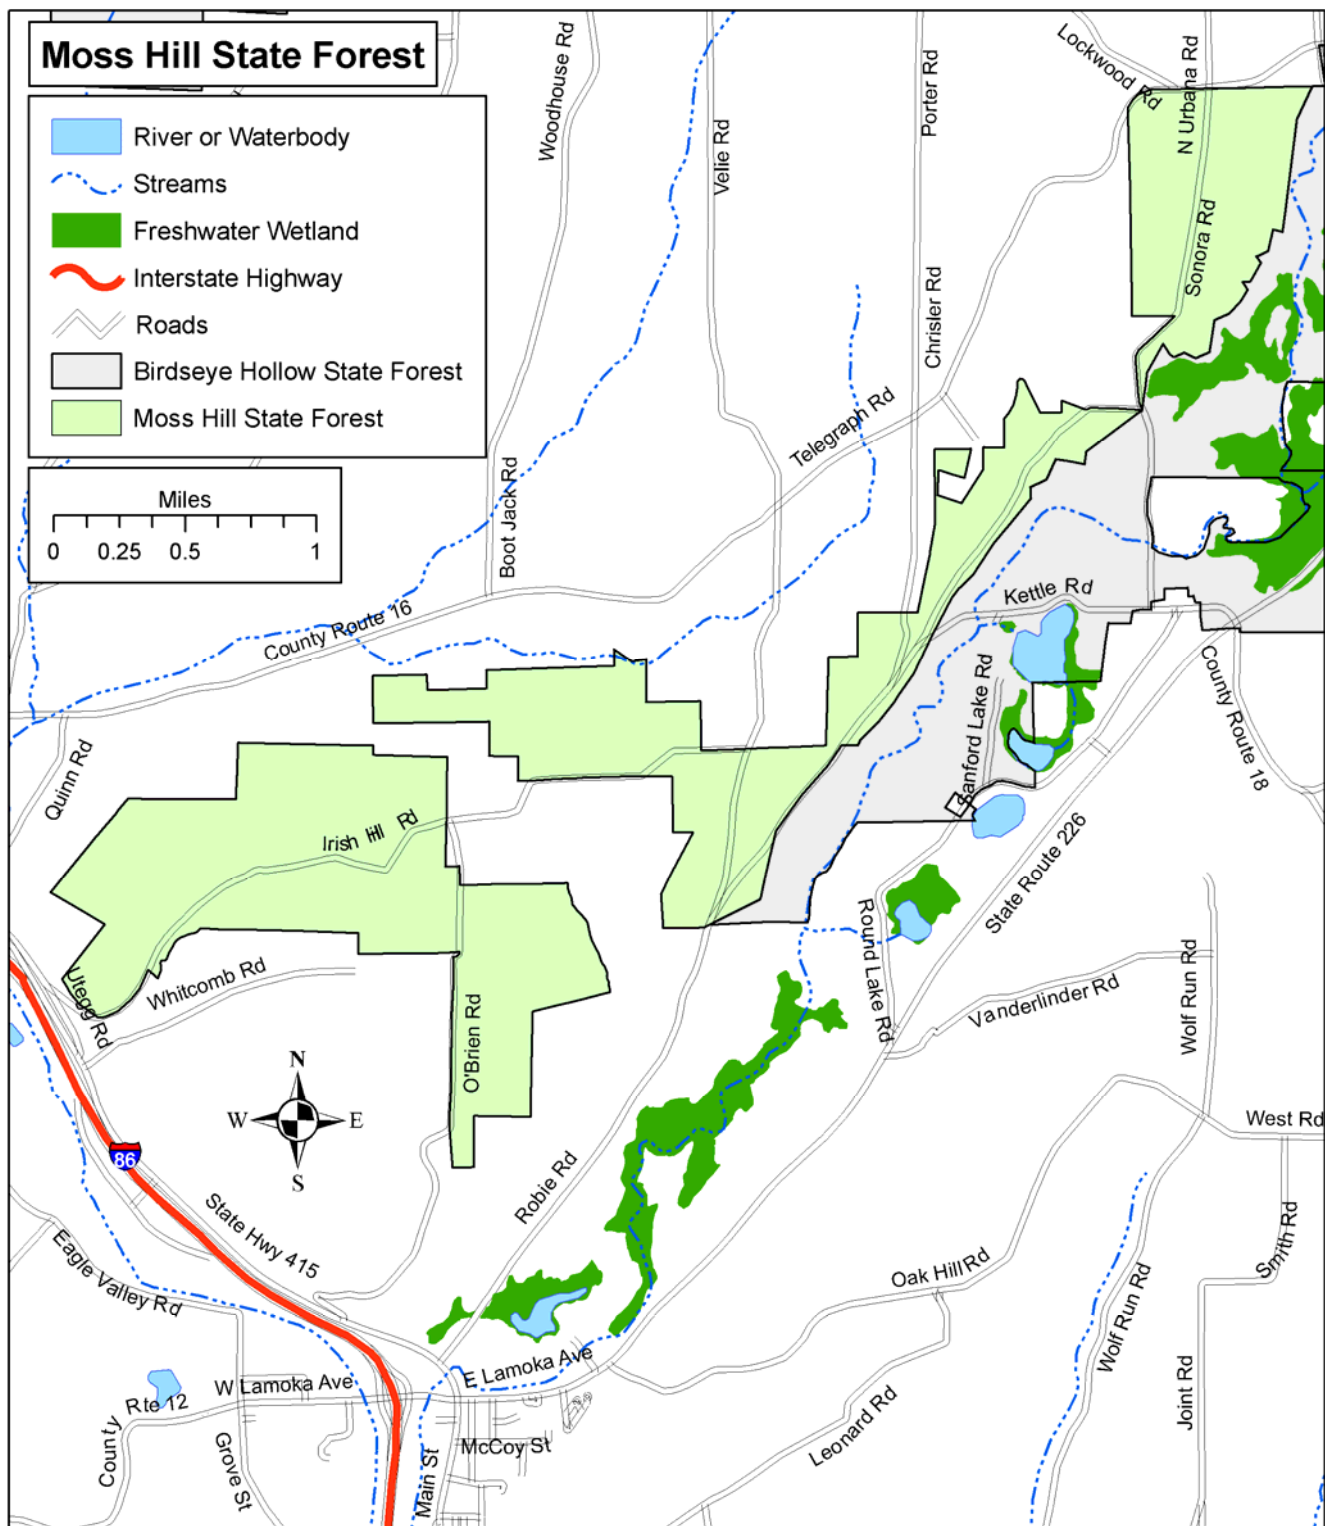 Moss Hill State Forest
River or Waterbody
Streams
Freshwater Wetland
Interstate Highway
Roads
Birdseye Hollow State Forest
Moss Hill State Forest
Miles
0 0.25 0.5 1
Woodhouse Rd
Velie Rd
Porter Rd
Lockwood Rd
N Urbana Rd
Sonora Rd
Chrisler Rd
Telegraph Rd
Boot Jack Rd
County Route 16
Kettle Rd
Sanford Lake Rd
County Route 18
Quinn Rd
Irish Hill Rd
State Route 226
Round Lake Rd
Utegg Rd
Whitcomb Rd
O'Brien Rd
Vanderlinder Rd
Wolf Run Rd
N
W E
S
86
West Rd
Robie Rd
State Hwy 415
Eagle Valley Rd
Oak Hill Rd
Smith Rd
Wolf Run Rd
E Lamoka Ave
W Lamoka Ave
County Rte 12
Joint Rd
Leonard Rd
Grove St
Main St
McCoy St